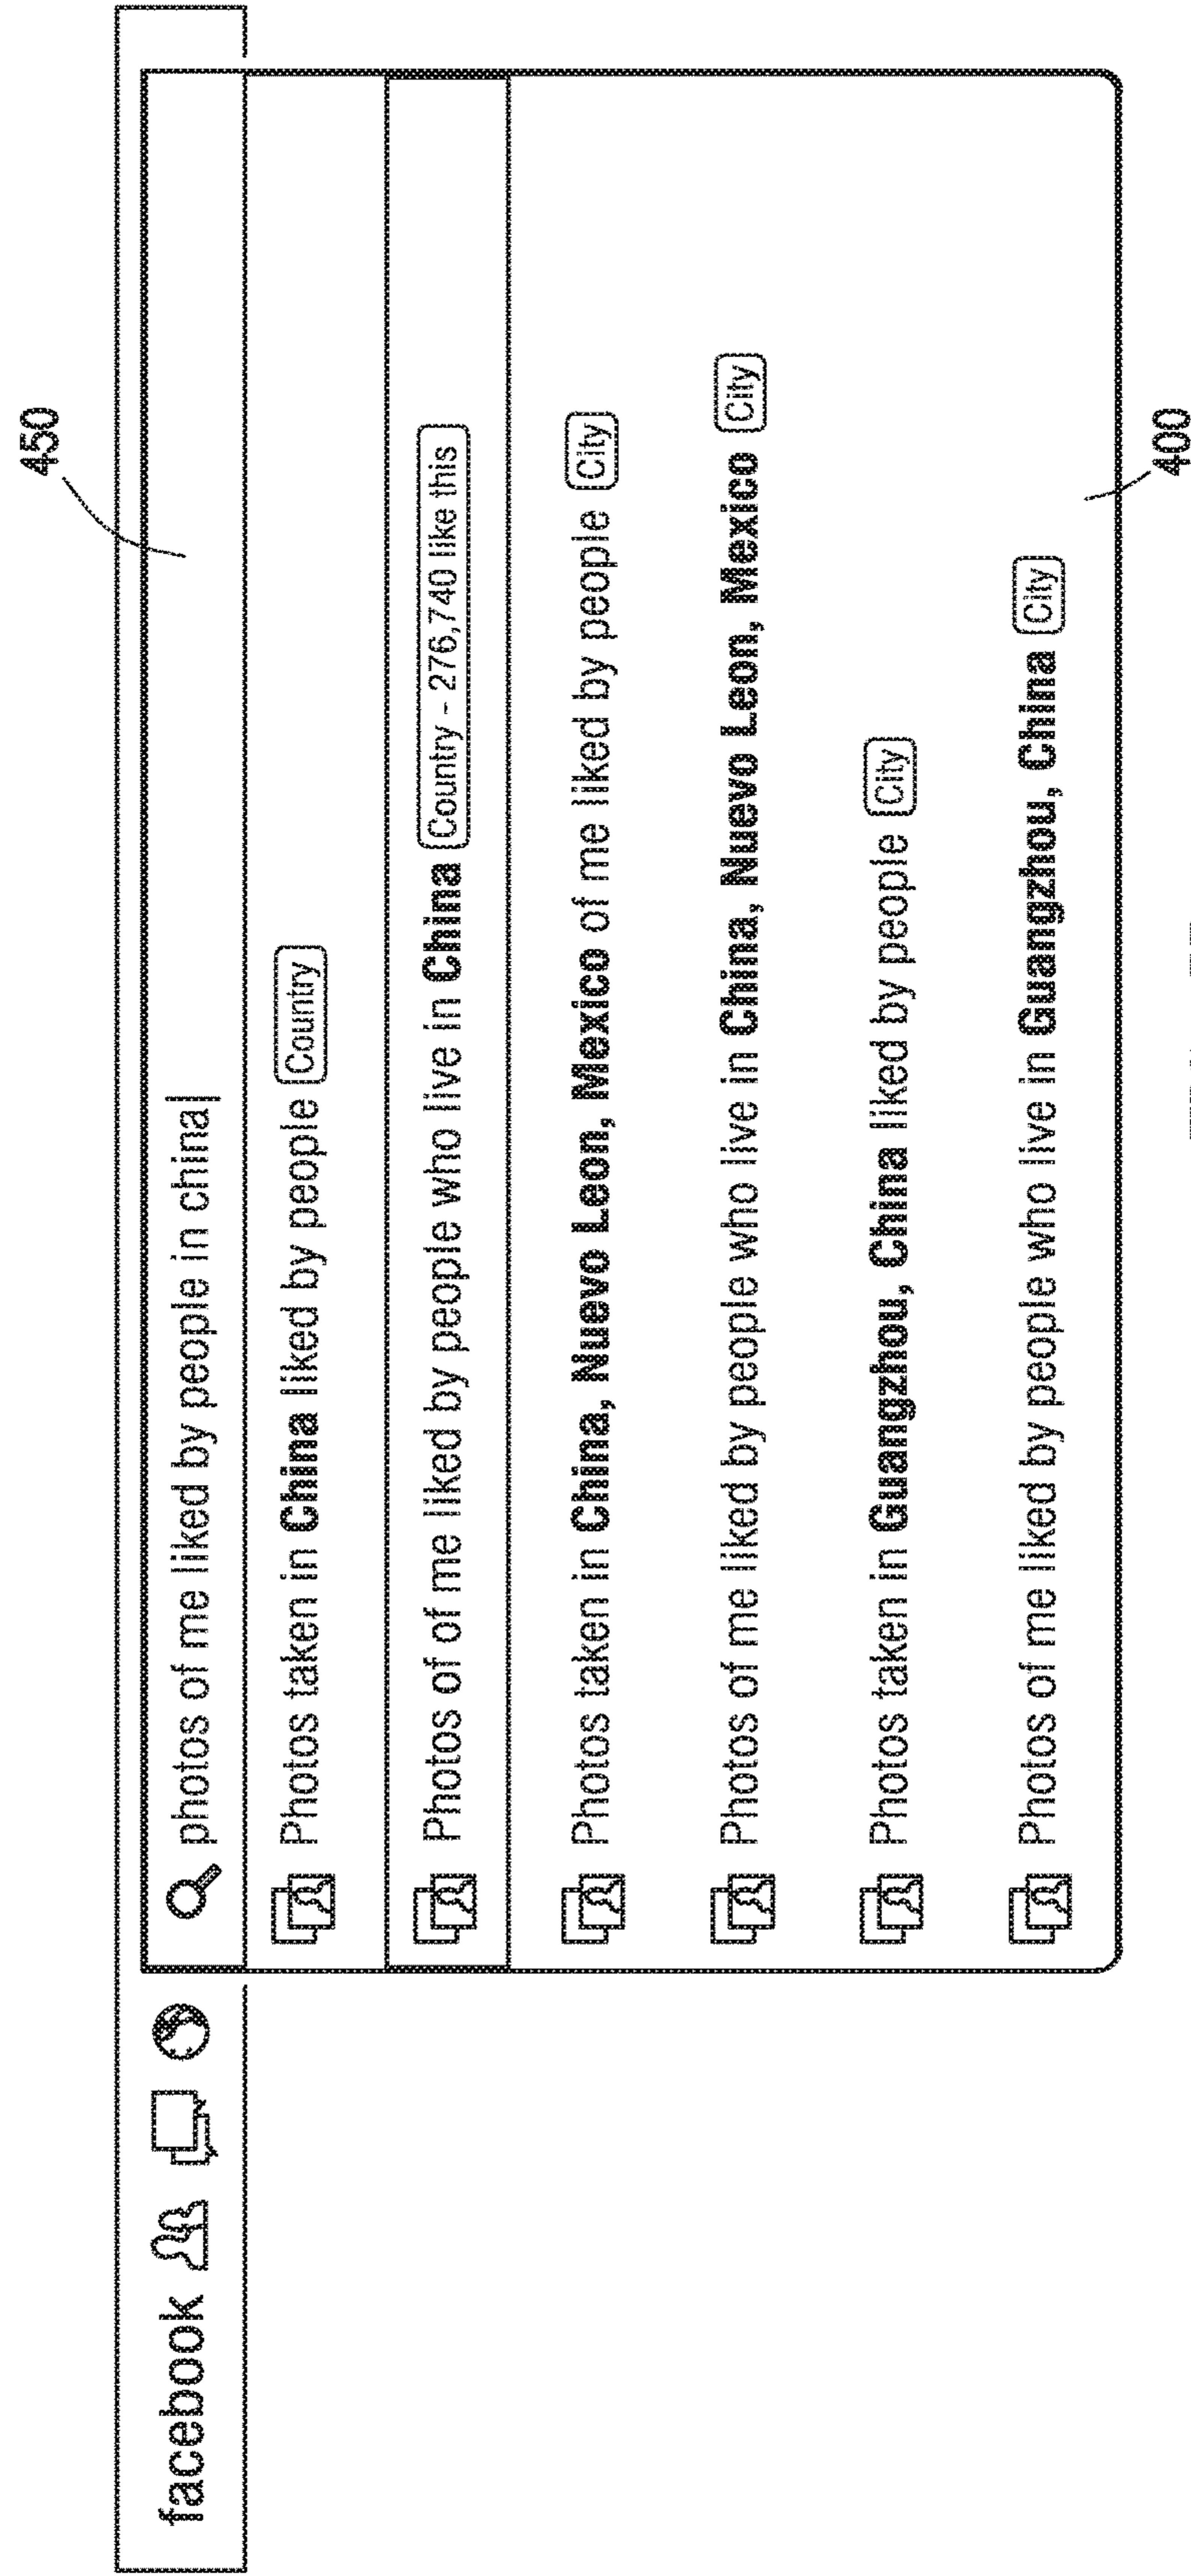 450
facebook
photos of me liked by people in china
Photos taken in China liked by people Country
Photos of of me liked by people who live in China Country - 276,740 like this
Photos taken in China, Nuevo Leon, Mexico of me liked by people City
Photos of me liked by people who live in China, Nuevo Leon, Mexico City
Photos taken in Guangzhou, China liked by people City
Photos of me liked by people who live in Guangzhou, China City
400